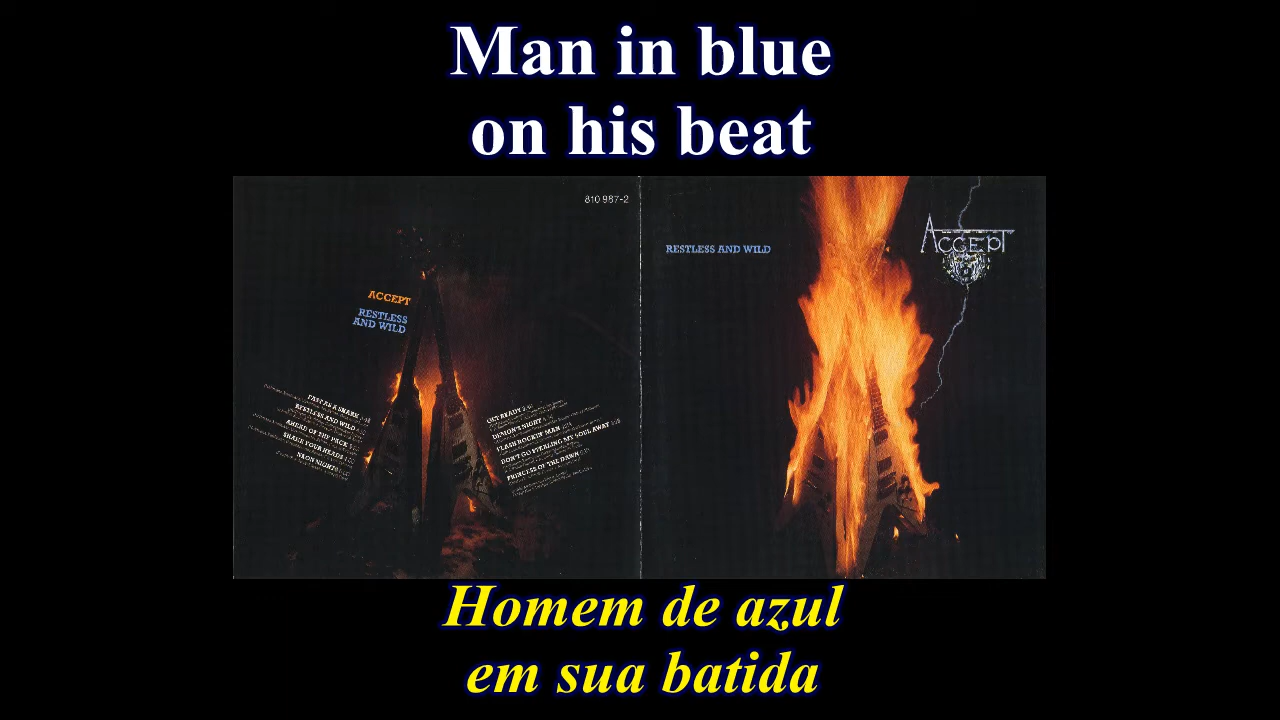 Man in blue
on his beat
810 987-2
RESTLESS AND WILD
ACCEPT
ACCEPT
RESTLESS
AND WILD
FAST AS A SHARK
RESTLESS AND WILD
AHEAD OF THE PACK
SHAKE YOUR HEADS
NEON NIGHTS
GET READY
DEMON'S NIGHT
FLASH ROCKIN' MAN
DON'T GO STEALING MY SOUL AWAY
PRINCESS OF THE DAWN
Homem de azul
em sua batida